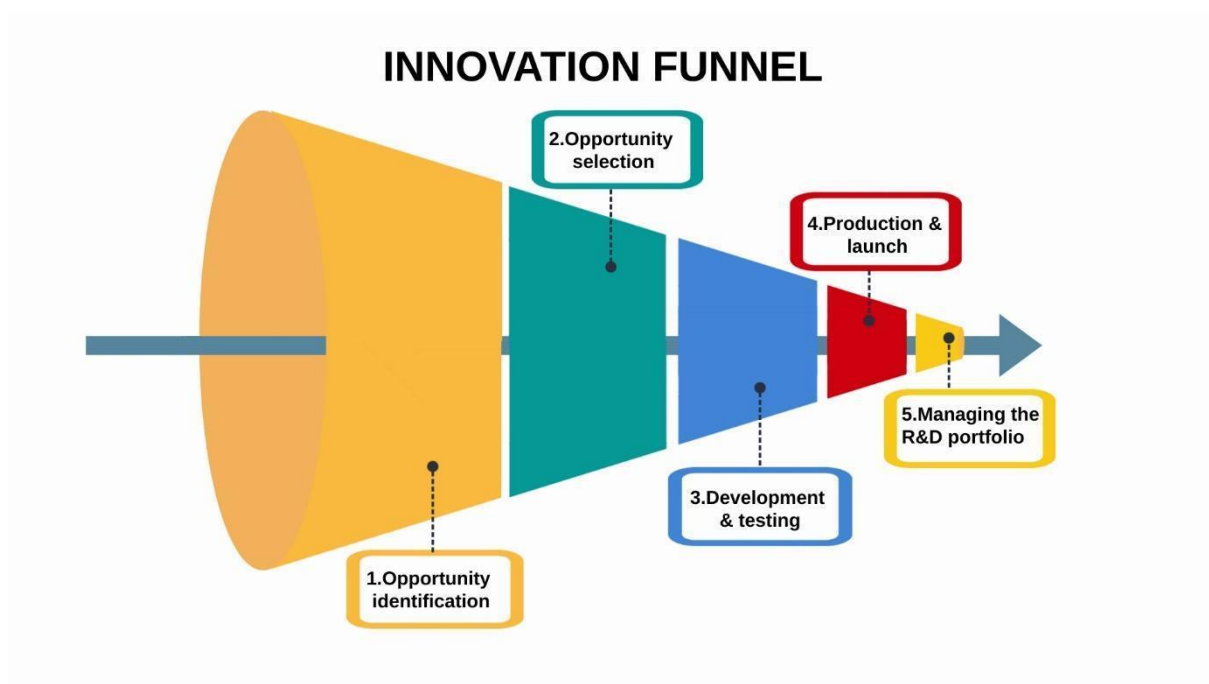 INNOVATION FUNNEL
2.Opportunity
selection
4.Production &
launch
5.Managing the
R&D portfolio
3.Development
& testing
1.Opportunity
identification